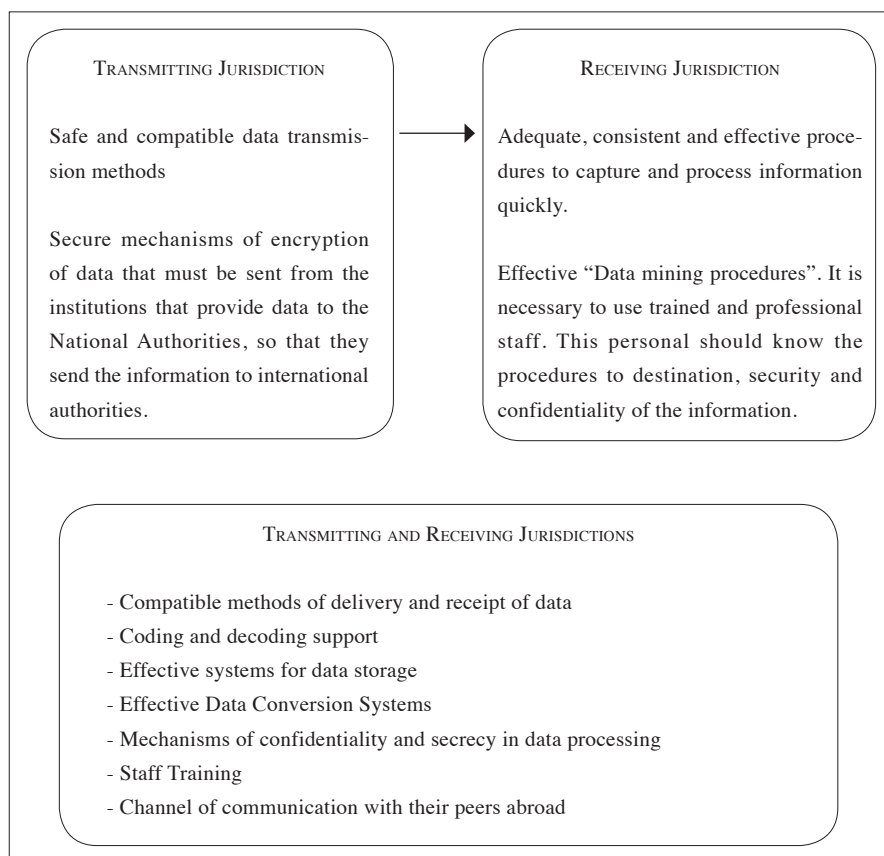 TRANSMITTING JURISDICTION
Safe and compatible data transmis-
sion methods
Secure mechanisms of encryption
of data that must be sent from the
institutions that provide data to the
National Authorities, so that they
send the information to international
authorities.
RECEIVING JURISDICTION
Adequate, consistent and effective proce-
dures to capture and process information
quickly.
Effective “Data mining procedures”. It is
necessary to use trained and professional
staff. This personal should know the
procedures to destination, security and
confidentiality of the information.
TRANSMITTING AND RECEIVING JURISDICTIONS
- Compatible methods of delivery and receipt of data
- Coding and decoding support
- Effective systems for data storage
- Effective Data Conversion Systems
- Mechanisms of confidentiality and secrecy in data processing
- Staff Training
- Channel of communication with their peers abroad